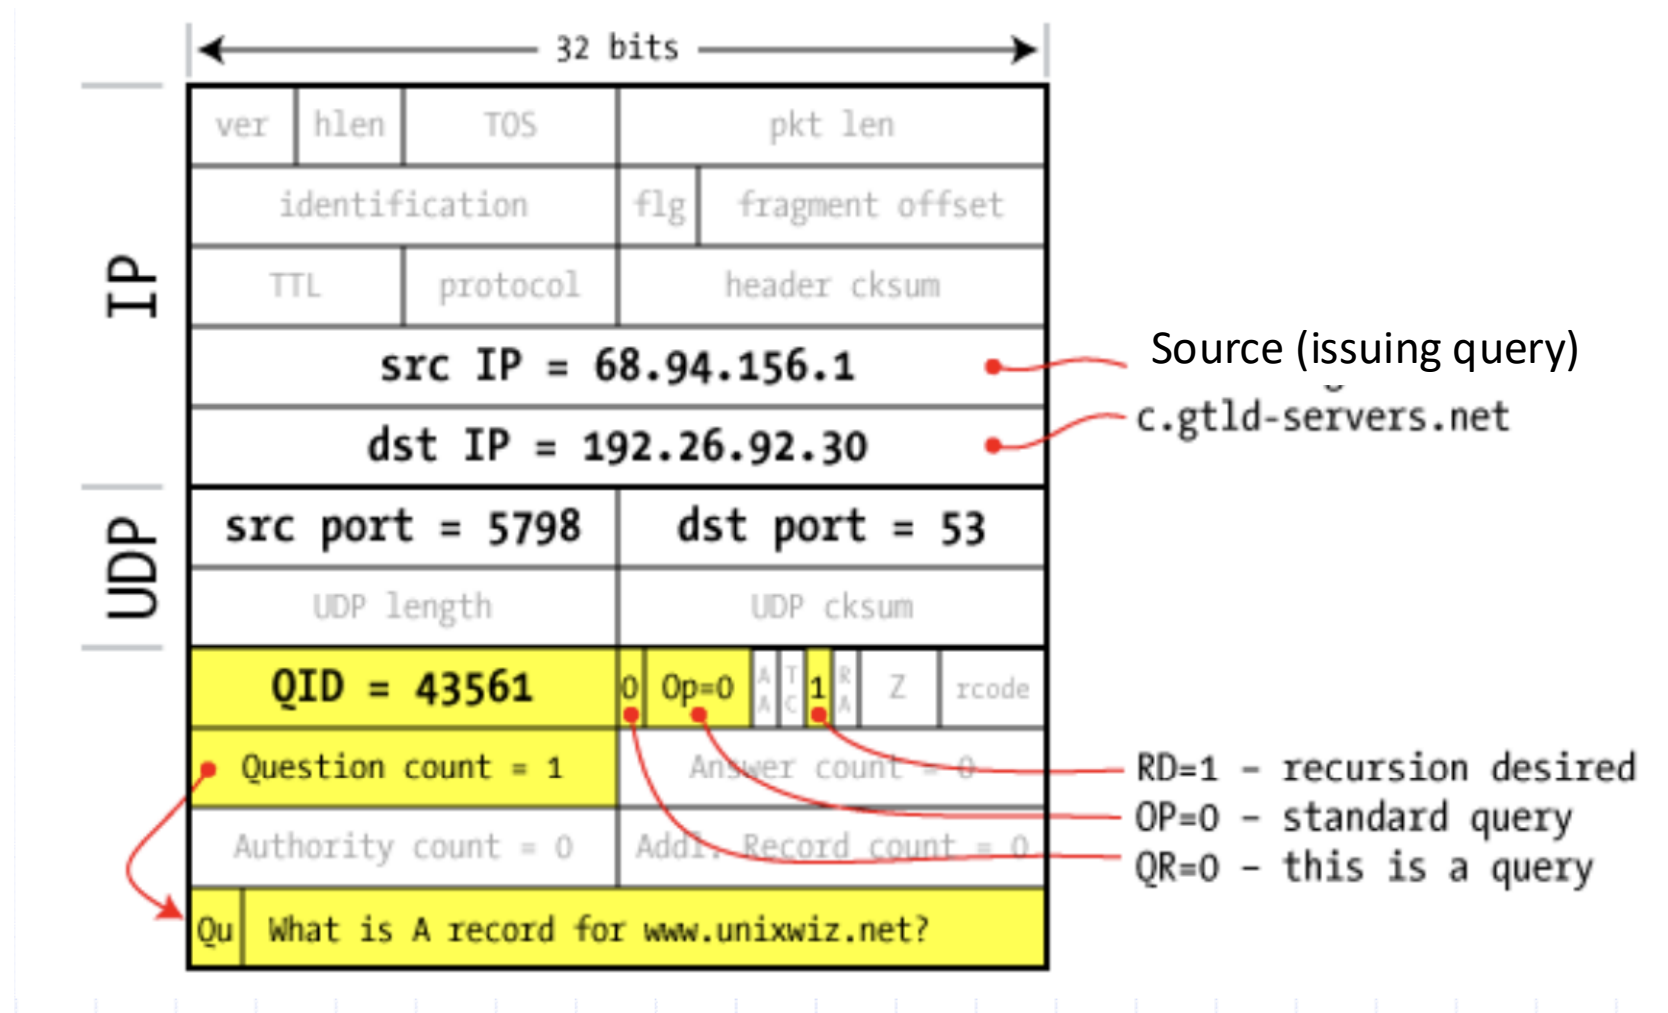 32 bits
ver hlen TOS pkt len
identification flg fragment offset
IP
TTL protocol header cksum
src IP = 68.94.156.1 Source (issuing query)
dst IP = 192.26.92.30 c.gtld-servers.net
UDP
src port = 5798 dst port = 53
UDP length UDP cksum
QID = 43561 0 Op=0 AA TC 1 RA Z rcode
Question count = 1 Answer count = 0 RD=1 – recursion desired
OP=0 – standard query
Authority count = 0 Addl. Record count = 0 QR=0 – this is a query
Qu What is A record for www.unixwiz.net?